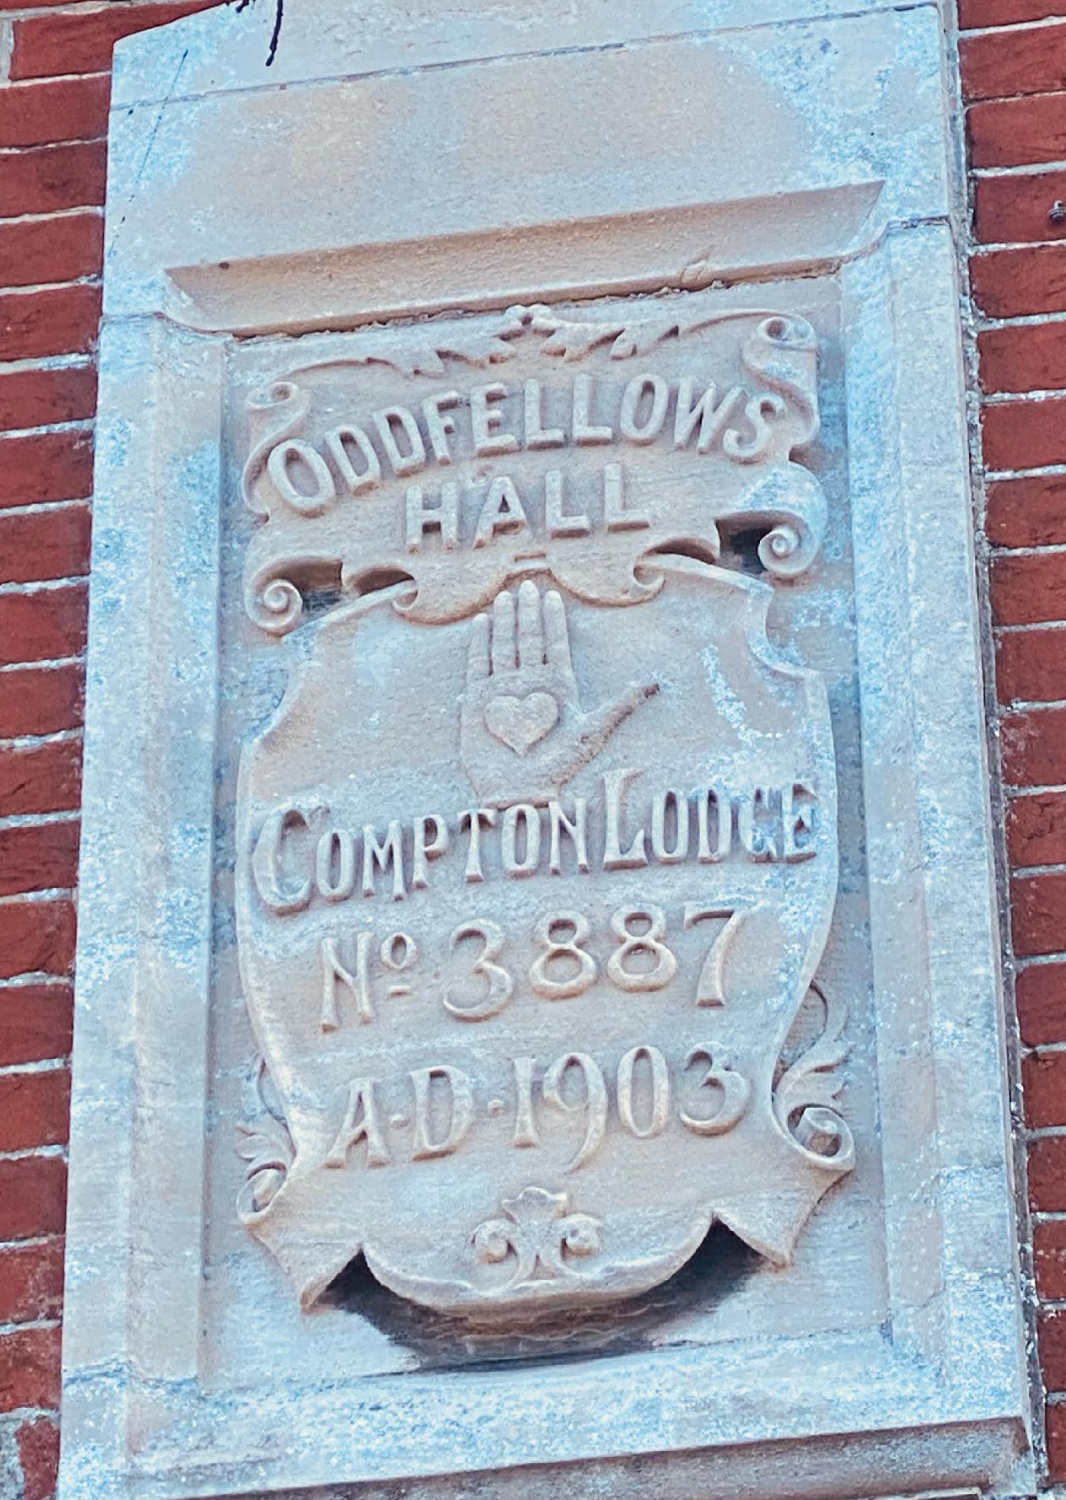 ODDFELLOWS
HALL
COMPTON LODGE
Nº 3887
A·D·1903